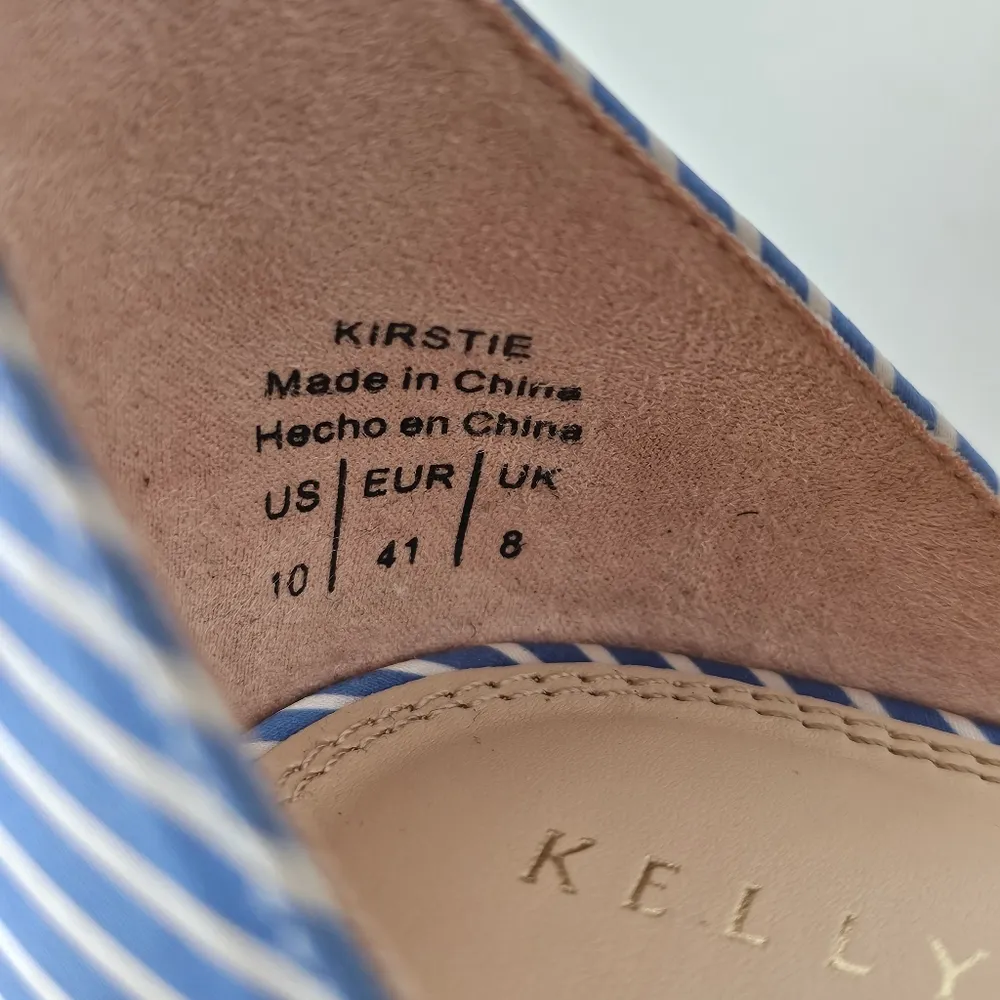 KIRSTIE
Made in China
Hecho en China
US | EUR | UK
10 | 41 | 8
KELLY